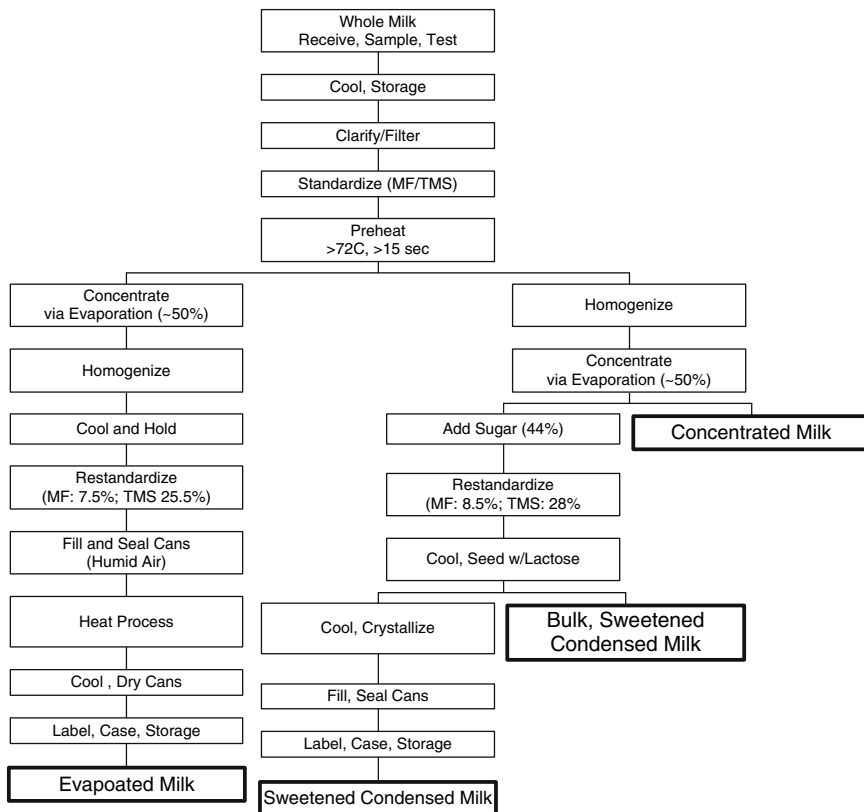 Whole Milk
Receive, Sample, Test
Cool, Storage
Clarify/Filter
Standardize (MF/TMS)
Preheat
>72C, >15 sec
Concentrate
via Evaporation (~50%)
Homogenize
Cool and Hold
Restandardize
(MF: 7.5%; TMS 25.5%)
Fill and Seal Cans
(Humid Air)
Heat Process
Cool , Dry Cans
Label, Case, Storage
Evapoated Milk
Homogenize
Concentrate
via Evaporation (~50%)
Concentrated Milk
Add Sugar (44%)
Restandardize
(MF: 8.5%; TMS: 28%
Cool, Seed w/Lactose
Bulk, Sweetened
Condensed Milk
Cool, Crystallize
Fill, Seal Cans
Label, Case, Storage
Sweetened Condensed Milk